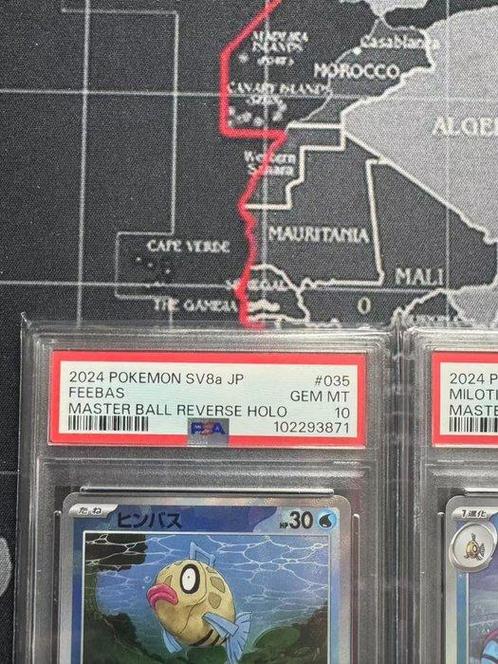 MADEIRA
ISLANDS
(PORT.)
Casablanca
MOROCCO
CANARY ISLANDS
(SPAIN)
ALGE
Western
Sahara
MAURITANIA
CAPE VERDE
MALI
SENEGAL
THE GAMBIA
2024 POKEMON SV8a JP #035
FEEBAS GEM MT
MASTER BALL REVERSE HOLO 10
PSA 102293871
2024 P
MILOTI
MASTE
たね ヒンバス HP30
1進化